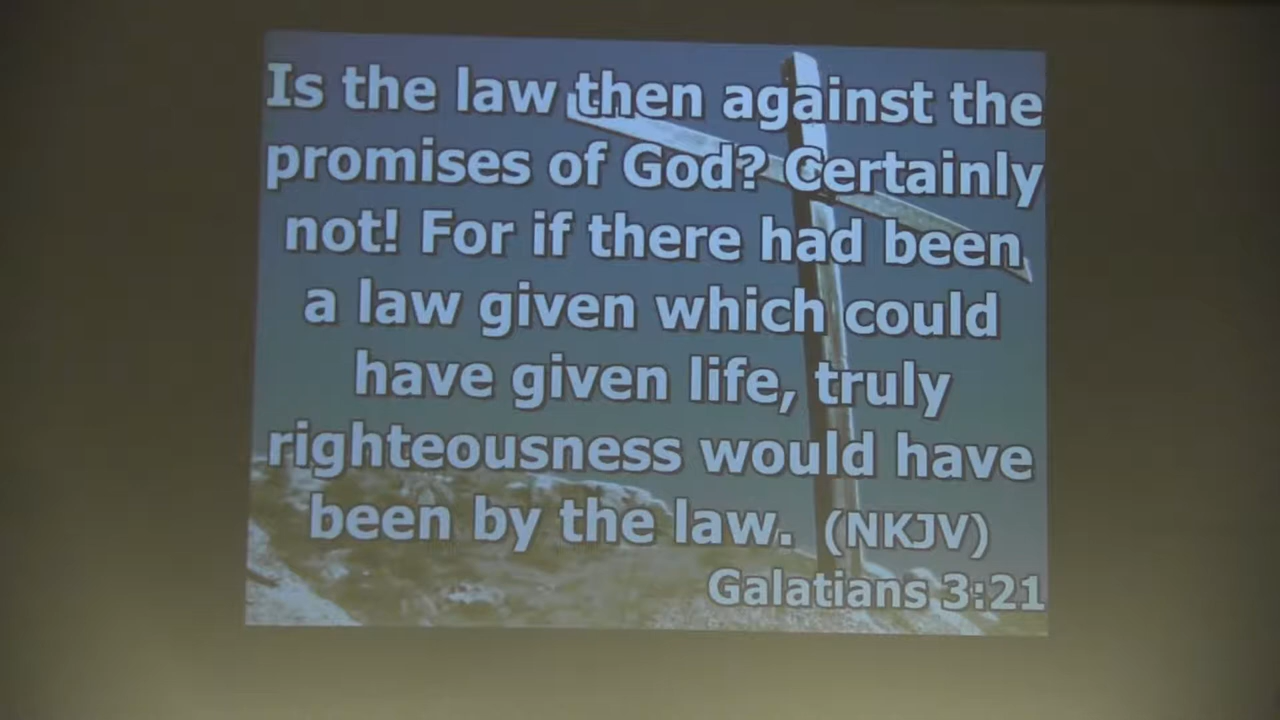 Is the law then against the
promises of God? Certainly
not! For if there had been
a law given which could
have given life, truly
righteousness would have
been by the law. (NKJV)
Galatians 3:21